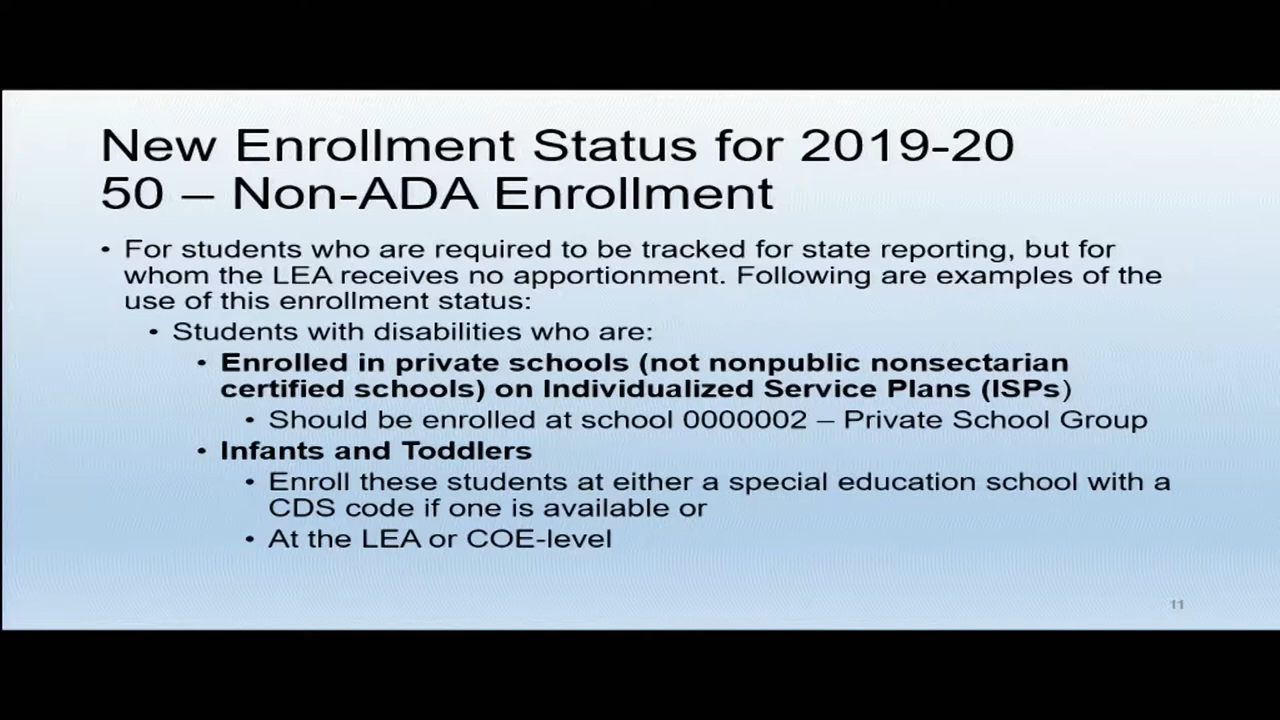 New Enrollment Status for 2019-20
50 – Non-ADA Enrollment
• For students who are required to be tracked for state reporting, but for
whom the LEA receives no apportionment. Following are examples of the
use of this enrollment status:
• Students with disabilities who are:
• Enrolled in private schools (not nonpublic nonsectarian
certified schools) on Individualized Service Plans (ISPs)
• Should be enrolled at school 0000002 – Private School Group
• Infants and Toddlers
• Enroll these students at either a special education school with a
CDS code if one is available or
• At the LEA or COE-level
11